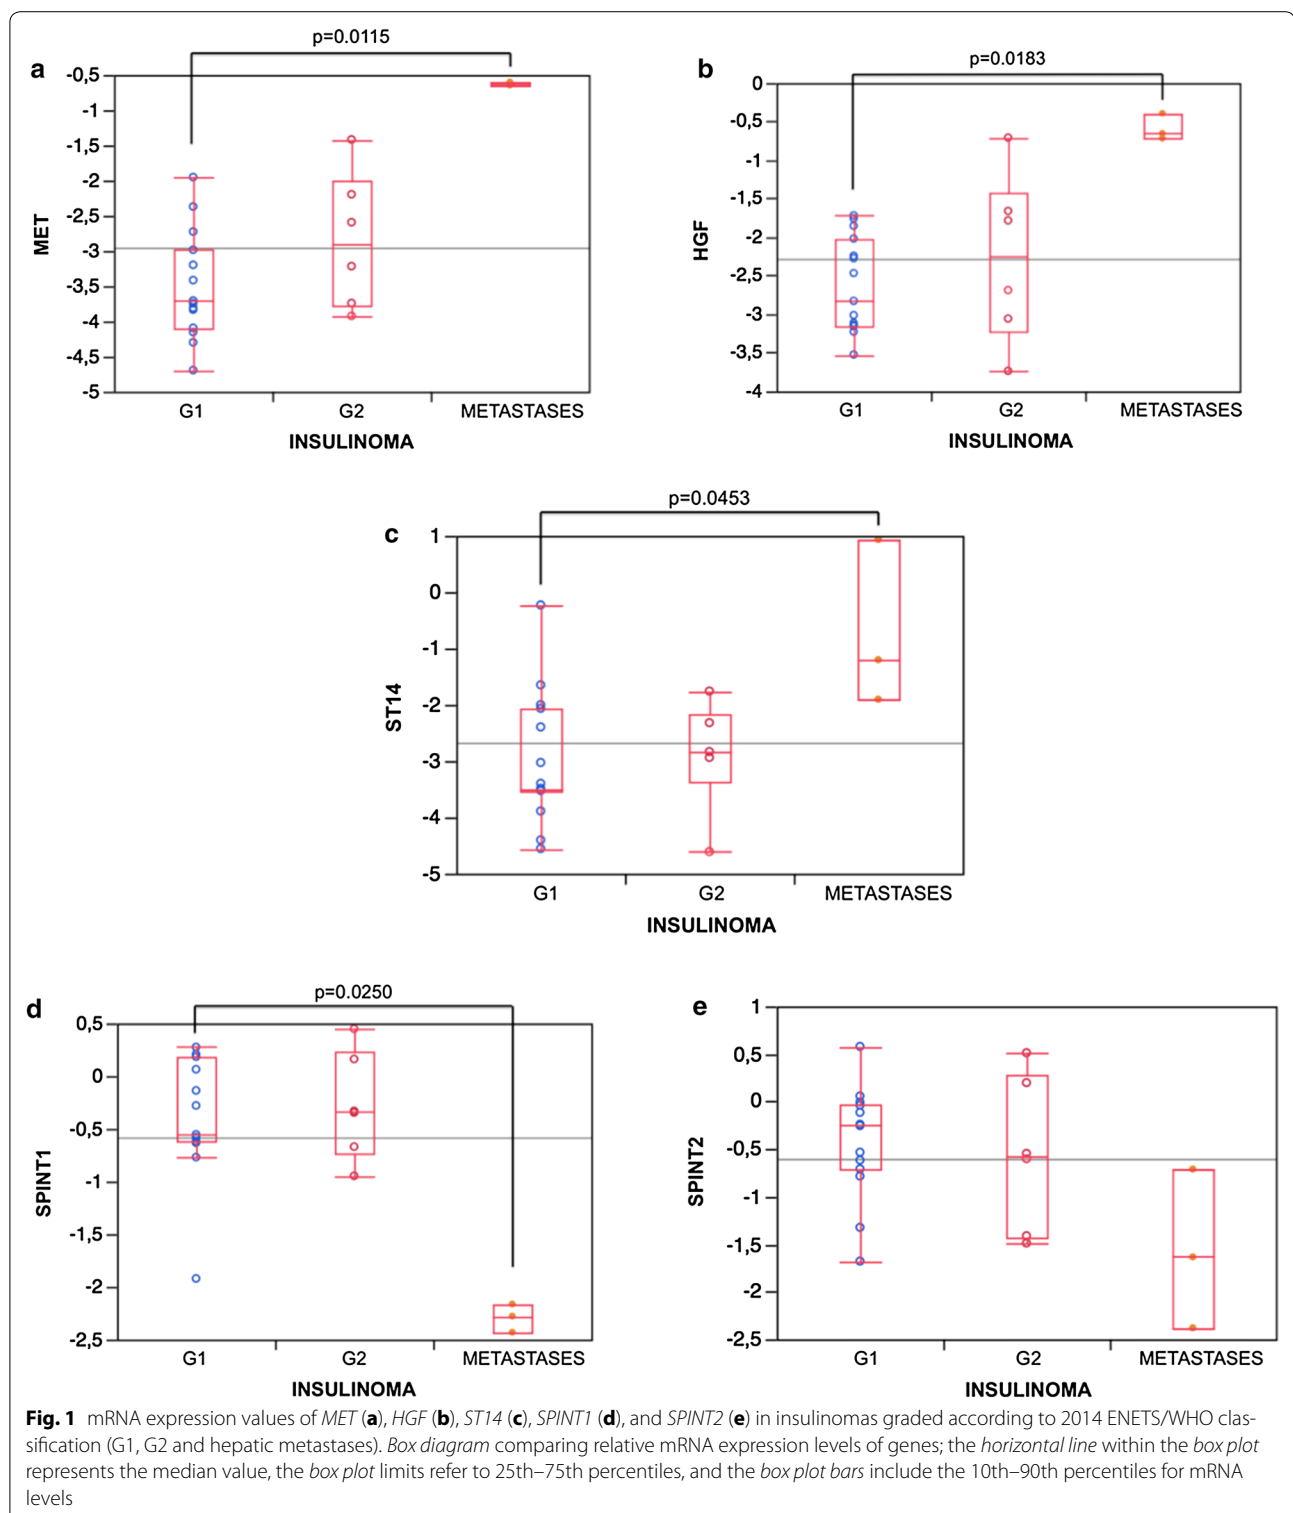 p=0.0115
a
-0,5
-1
-1,5
-2
-2,5
-3
-3,5
-4
-4,5
-5
MET
G1 G2 METASTASES
INSULINOMA
p=0.0183
b
0
-0,5
-1
-1,5
-2
-2,5
-3
-3,5
-4
HGF
G1 G2 METASTASES
INSULINOMA
p=0.0453
c
1
0
-1
-2
-3
-4
-5
ST14
G1 G2 METASTASES
INSULINOMA
p=0.0250
d
0,5
0
-0,5
-1
-1,5
-2
-2,5
SPINT1
G1 G2 METASTASES
INSULINOMA
e
1
0,5
0
-0,5
-1
-1,5
-2
-2,5
SPINT2
G1 G2 METASTASES
INSULINOMA
Fig. 1 mRNA expression values of MET (a), HGF (b), ST14 (c), SPINT1 (d), and SPINT2 (e) in insulinomas graded according to 2014 ENETS/WHO clas-
sification (G1, G2 and hepatic metastases). Box diagram comparing relative mRNA expression levels of genes; the horizontal line within the box plot
represents the median value, the box plot limits refer to 25th–75th percentiles, and the box plot bars include the 10th–90th percentiles for mRNA
levels